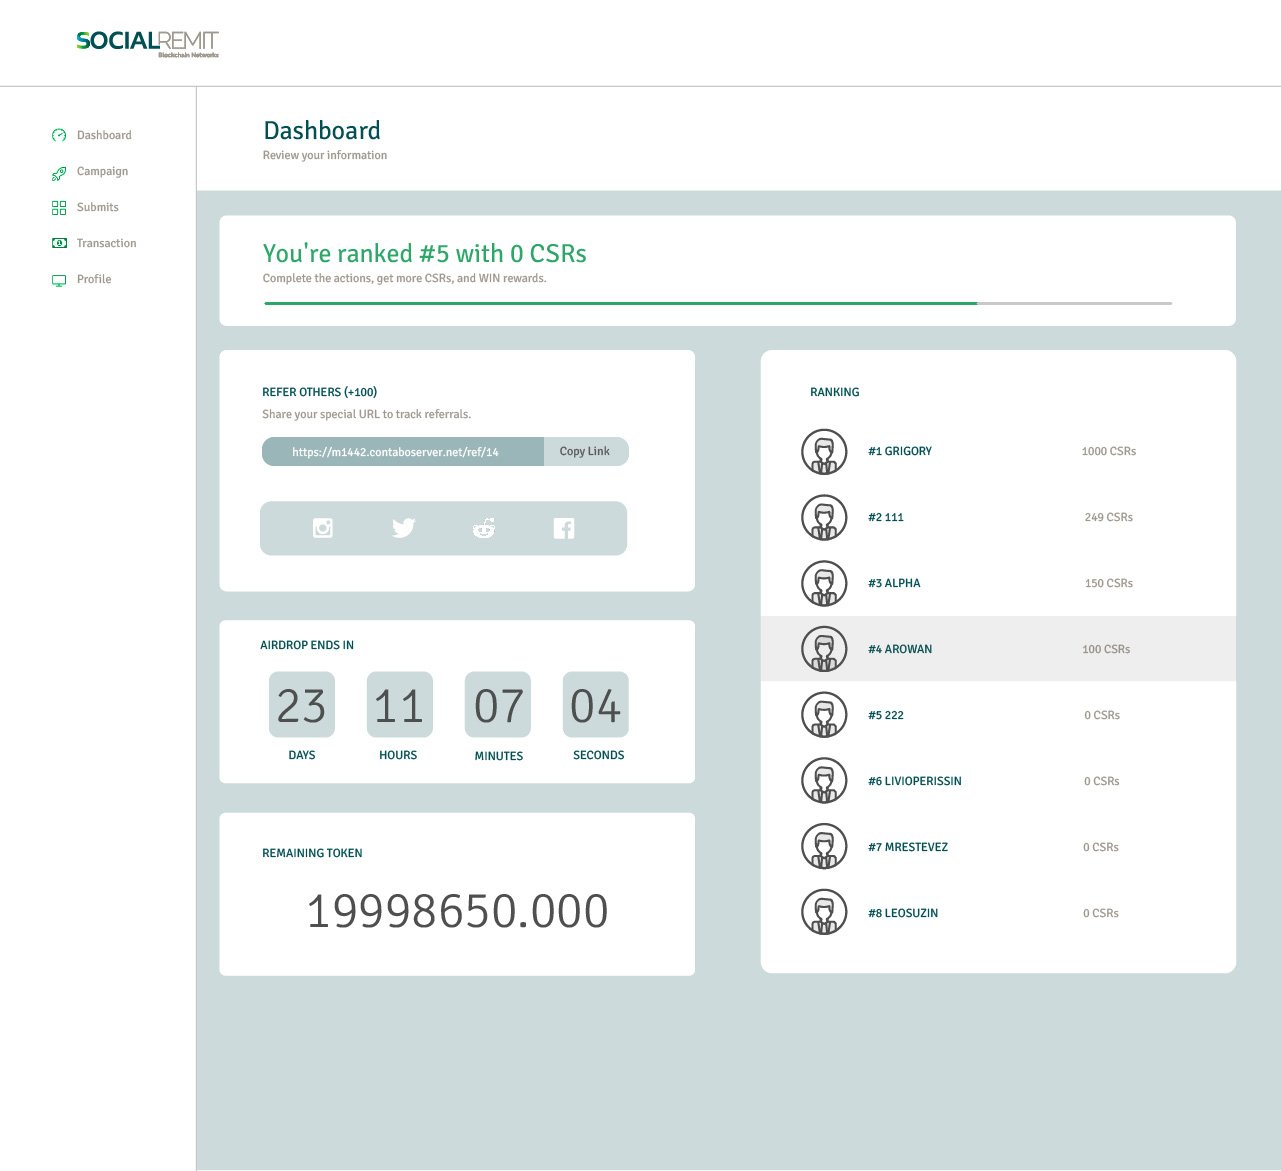 SOCIALREMIT
Blockchain Networks
Dashboard
Campaign
Submits
Transaction
Profile
Dashboard
Review your information
You're ranked #5 with 0 CSRs
Complete the actions, get more CSRs, and WIN rewards.
REFER OTHERS (+100)
Share your special URL to track referrals.
https://m1442.contaboserver.net/ref/14 Copy Link
AIRDROP ENDS IN
23 11 07 04
DAYS HOURS MINUTES SECONDS
REMAINING TOKEN
19998650.000
RANKING
#1 GRIGORY 1000 CSRs
#2 111 249 CSRs
#3 ALPHA 150 CSRs
#4 AROWAN 100 CSRs
#5 222 0 CSRs
#6 LIVIOPERISSIN 0 CSRs
#7 MRESTEVEZ 0 CSRs
#8 LEOSUZIN 0 CSRs